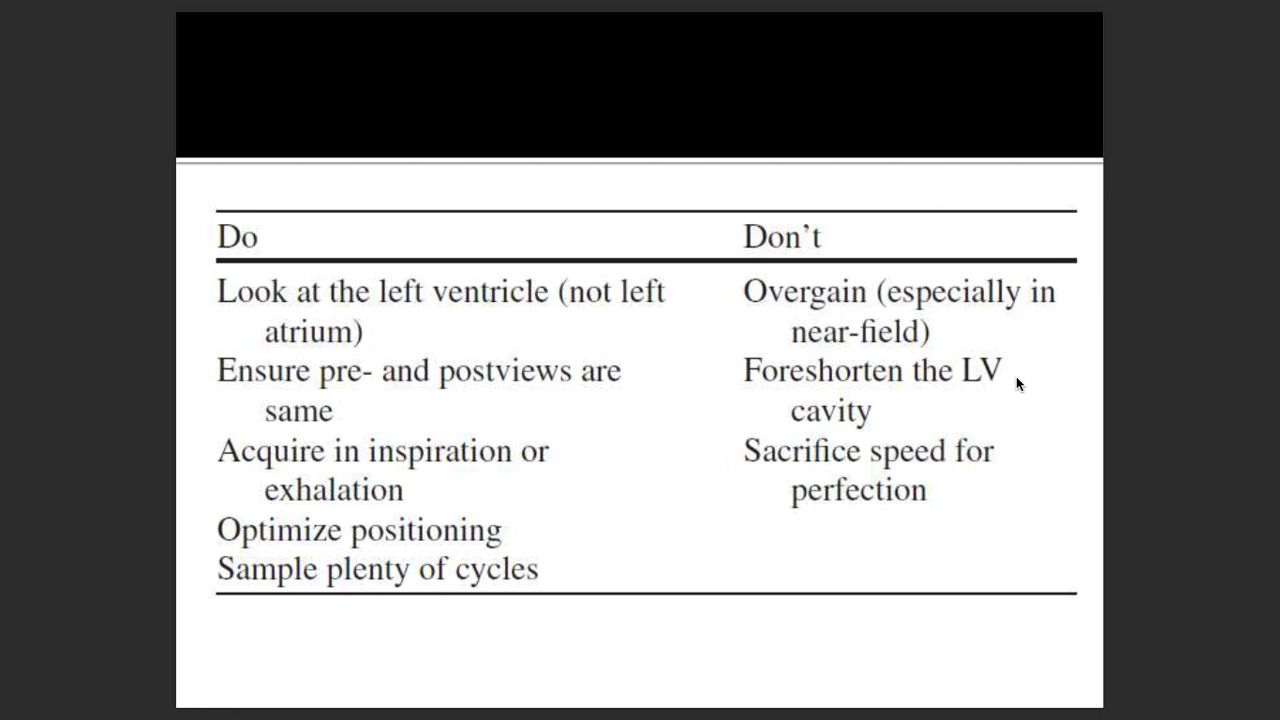 Do
Don’t
Look at the left ventricle (not left
atrium)
Ensure pre- and postviews are
same
Acquire in inspiration or
exhalation
Optimize positioning
Sample plenty of cycles
Overgain (especially in
near-field)
Foreshorten the LV
cavity
Sacrifice speed for
perfection